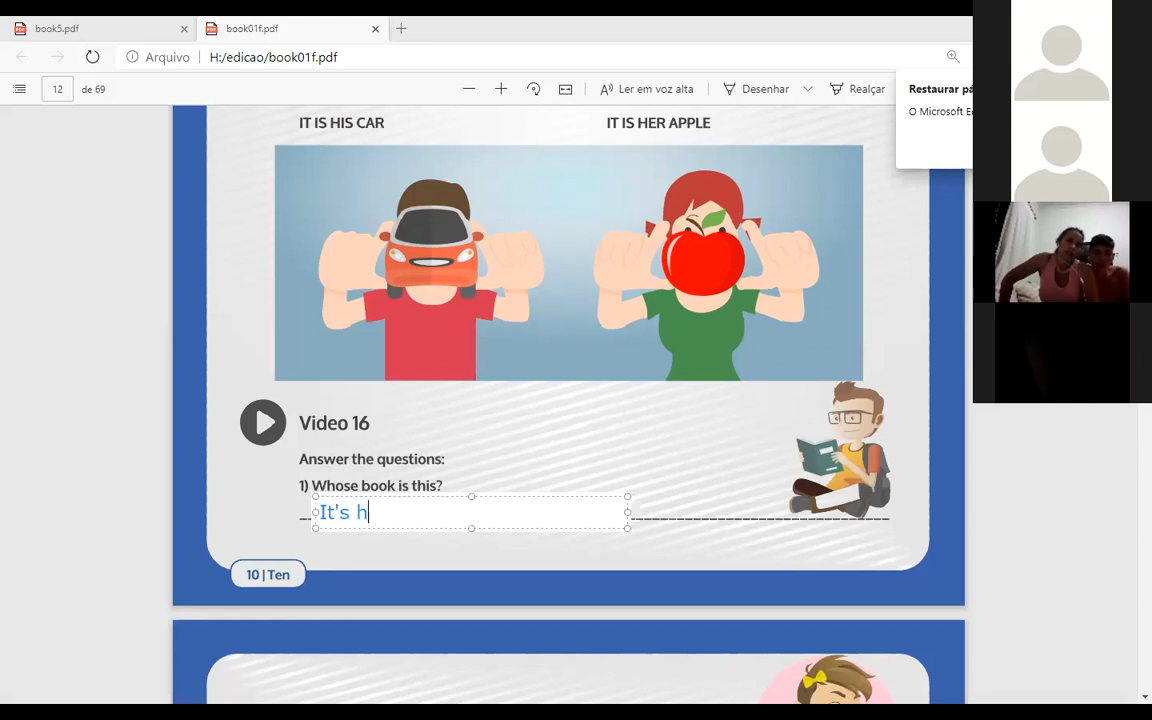 book5.pdf
book01f.pdf
Arquivo
H:/edicao/book01f.pdf
12
de 69
Ler em voz alta
Desenhar
Realçar
Restaurar pá
O Microsoft Ec
IT IS HIS CAR
IT IS HER APPLE
Video 16
Answer the questions:
1) Whose book is this?
It's h
10 | Ten